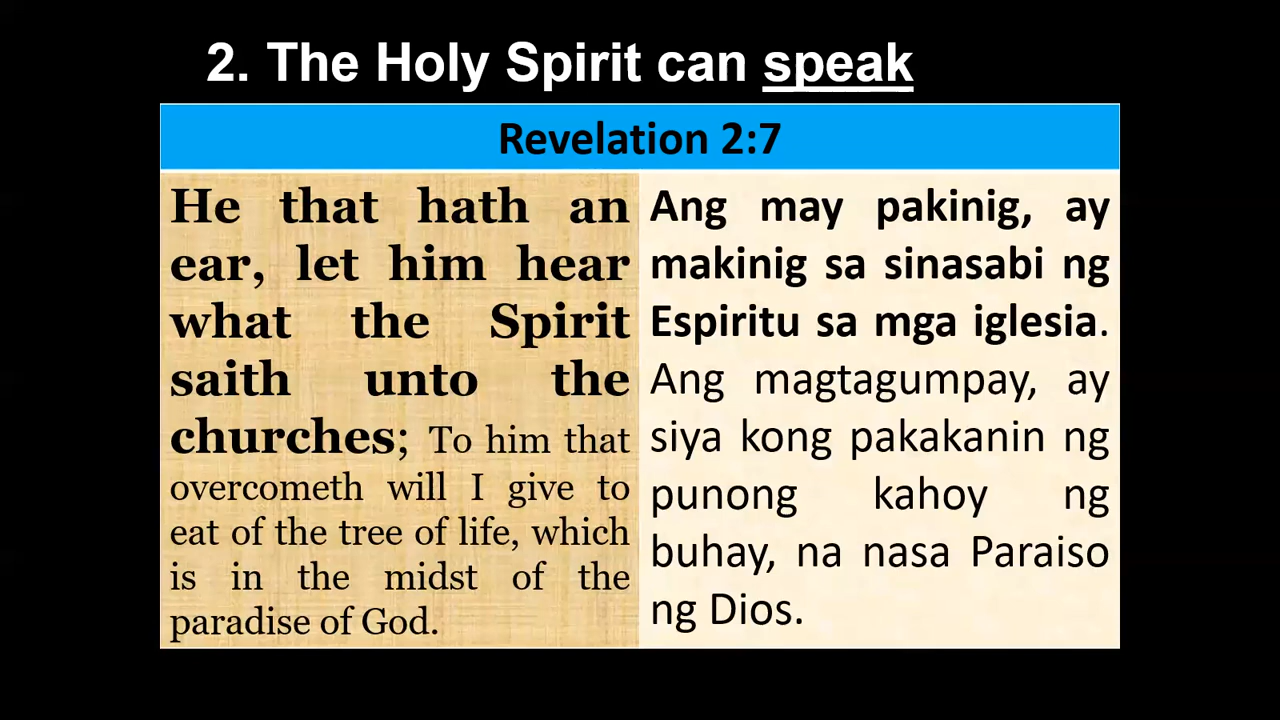 2. The Holy Spirit can speak
Revelation 2:7
He that hath an
ear, let him hear
what the Spirit
saith unto the
churches; To him that
overcometh will I give to
eat of the tree of life, which
is in the midst of the
paradise of God.
Ang may pakinig, ay
makinig sa sinasabi ng
Espiritu sa mga iglesia.
Ang magtagumpay, ay
siya kong pakakanin ng
punong kahoy ng
buhay, na nasa Paraiso
ng Dios.